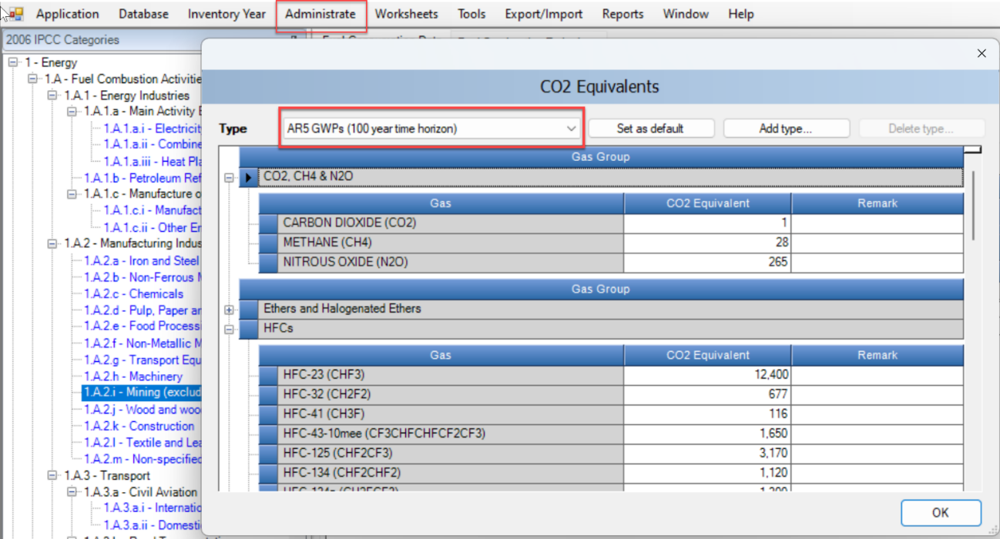 Application Database Inventory Year Administrate Worksheets Tools Export/Import Reports Window Help
2006 IPCC Categories
1 - Energy
1.A - Fuel Combustion Activitie
1.A.1 - Energy Industries
1.A.1.a - Main Activity
1.A.1.a.i - Electricit
1.A.1.a.ii - Combine
1.A.1.a.iii - Heat Pla
1.A.1.b - Petroleum Ref
1.A.1.c - Manufacture o
1.A.1.c.i - Manufact
1.A.1.c.ii - Other En
1.A.2 - Manufacturing Indus
1.A.2.a - Iron and Steel
1.A.2.b - Non-Ferrous M
1.A.2.c - Chemicals
1.A.2.d - Pulp, Paper an
1.A.2.e - Food Processi
1.A.2.f - Non-Metallic M
1.A.2.g - Transport Equ
1.A.2.h - Machinery
1.A.2.i - Mining (exclud
1.A.2.j - Wood and woo
1.A.2.k - Construction
1.A.2.l - Textile and Lea
1.A.2.m - Non-specified
1.A.3 - Transport
1.A.3.a - Civil Aviation
1.A.3.a.i - Internatio
1.A.3.a.ii - Domesti
CO2 Equivalents
Type AR5 GWPs (100 year time horizon) Set as default Add type... Delete type...
Gas Group
CO2, CH4 & N2O
Gas CO2 Equivalent Remark
CARBON DIOXIDE (CO2) 1
METHANE (CH4) 28
NITROUS OXIDE (N2O) 265
Gas Group
Ethers and Halogenated Ethers
HFCs
Gas CO2 Equivalent Remark
HFC-23 (CHF3) 12,400
HFC-32 (CH2F2) 677
HFC-41 (CH3F) 116
HFC-43-10mee (CF3CHFCHFCF2CF3) 1,650
HFC-125 (CHF2CF3) 3,170
HFC-134 (CHF2CHF2) 1,120
HFC-134a (CH2FCF3) 1,300
OK